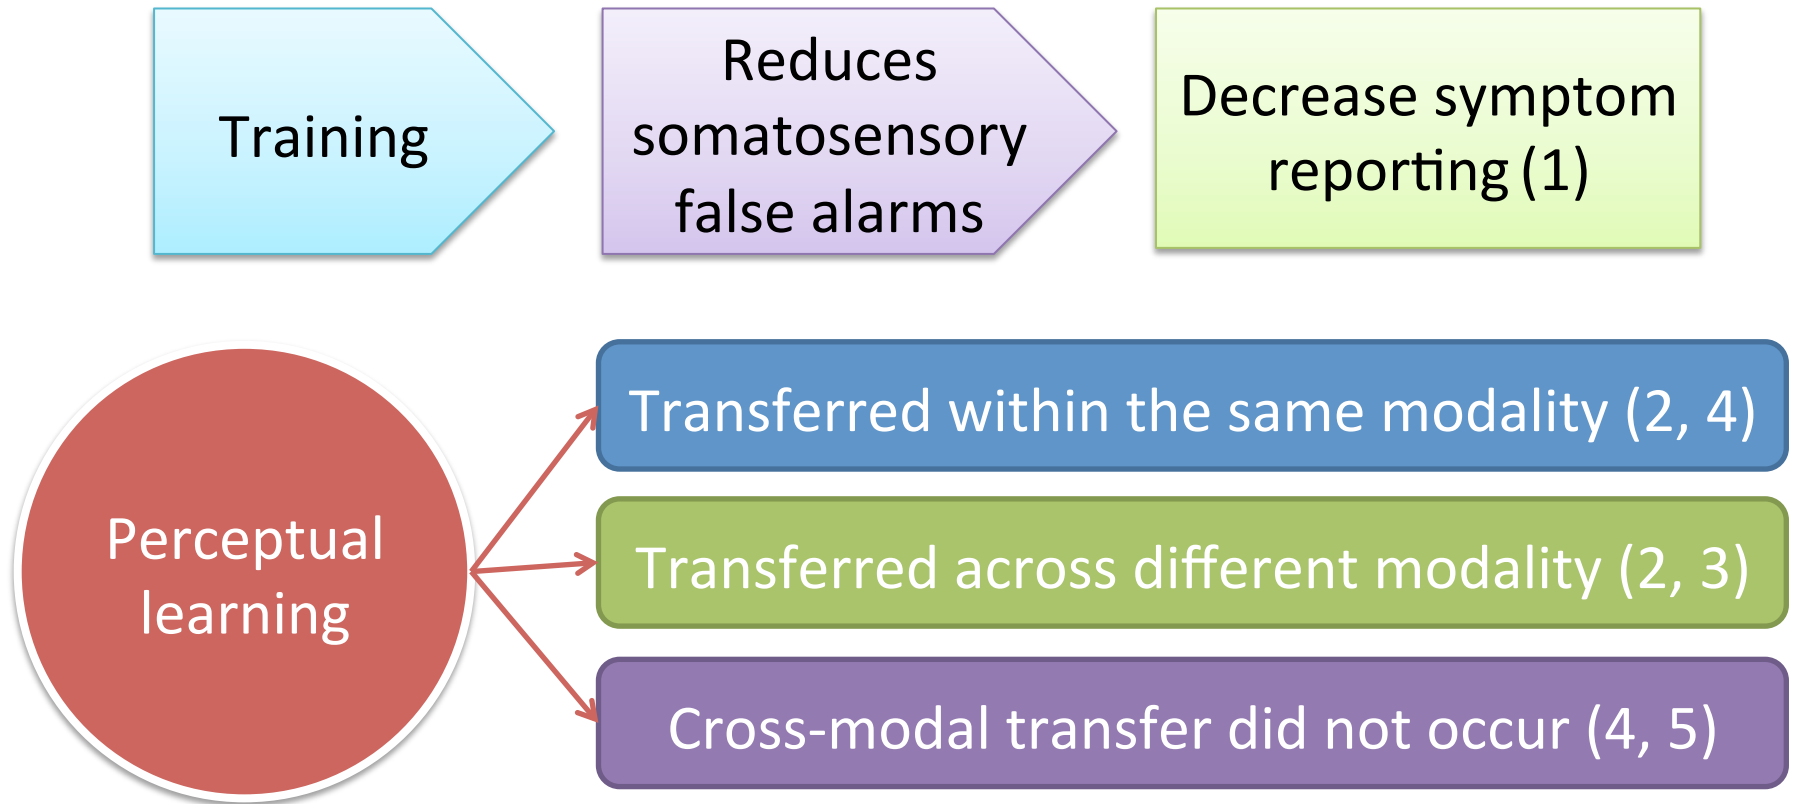 Training
Reduces
somatosensory
false alarms
Decrease symptom
reporting (1)
Perceptual
learning
Transferred within the same modality (2, 4)
Transferred across different modality (2, 3)
Cross-modal transfer did not occur (4, 5)